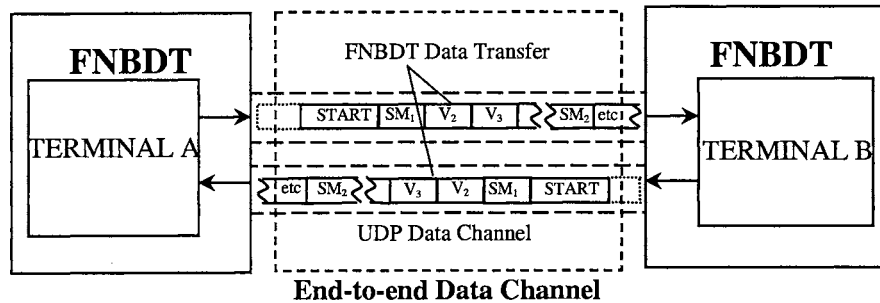 FNBDT
FNBDT Data Transfer
FNBDT
START SM₁ V₂ V₃ SM₂ etc
TERMINAL A
TERMINAL B
etc SM₂ V₃ V₂ SM₁ START
UDP Data Channel
End-to-end Data Channel